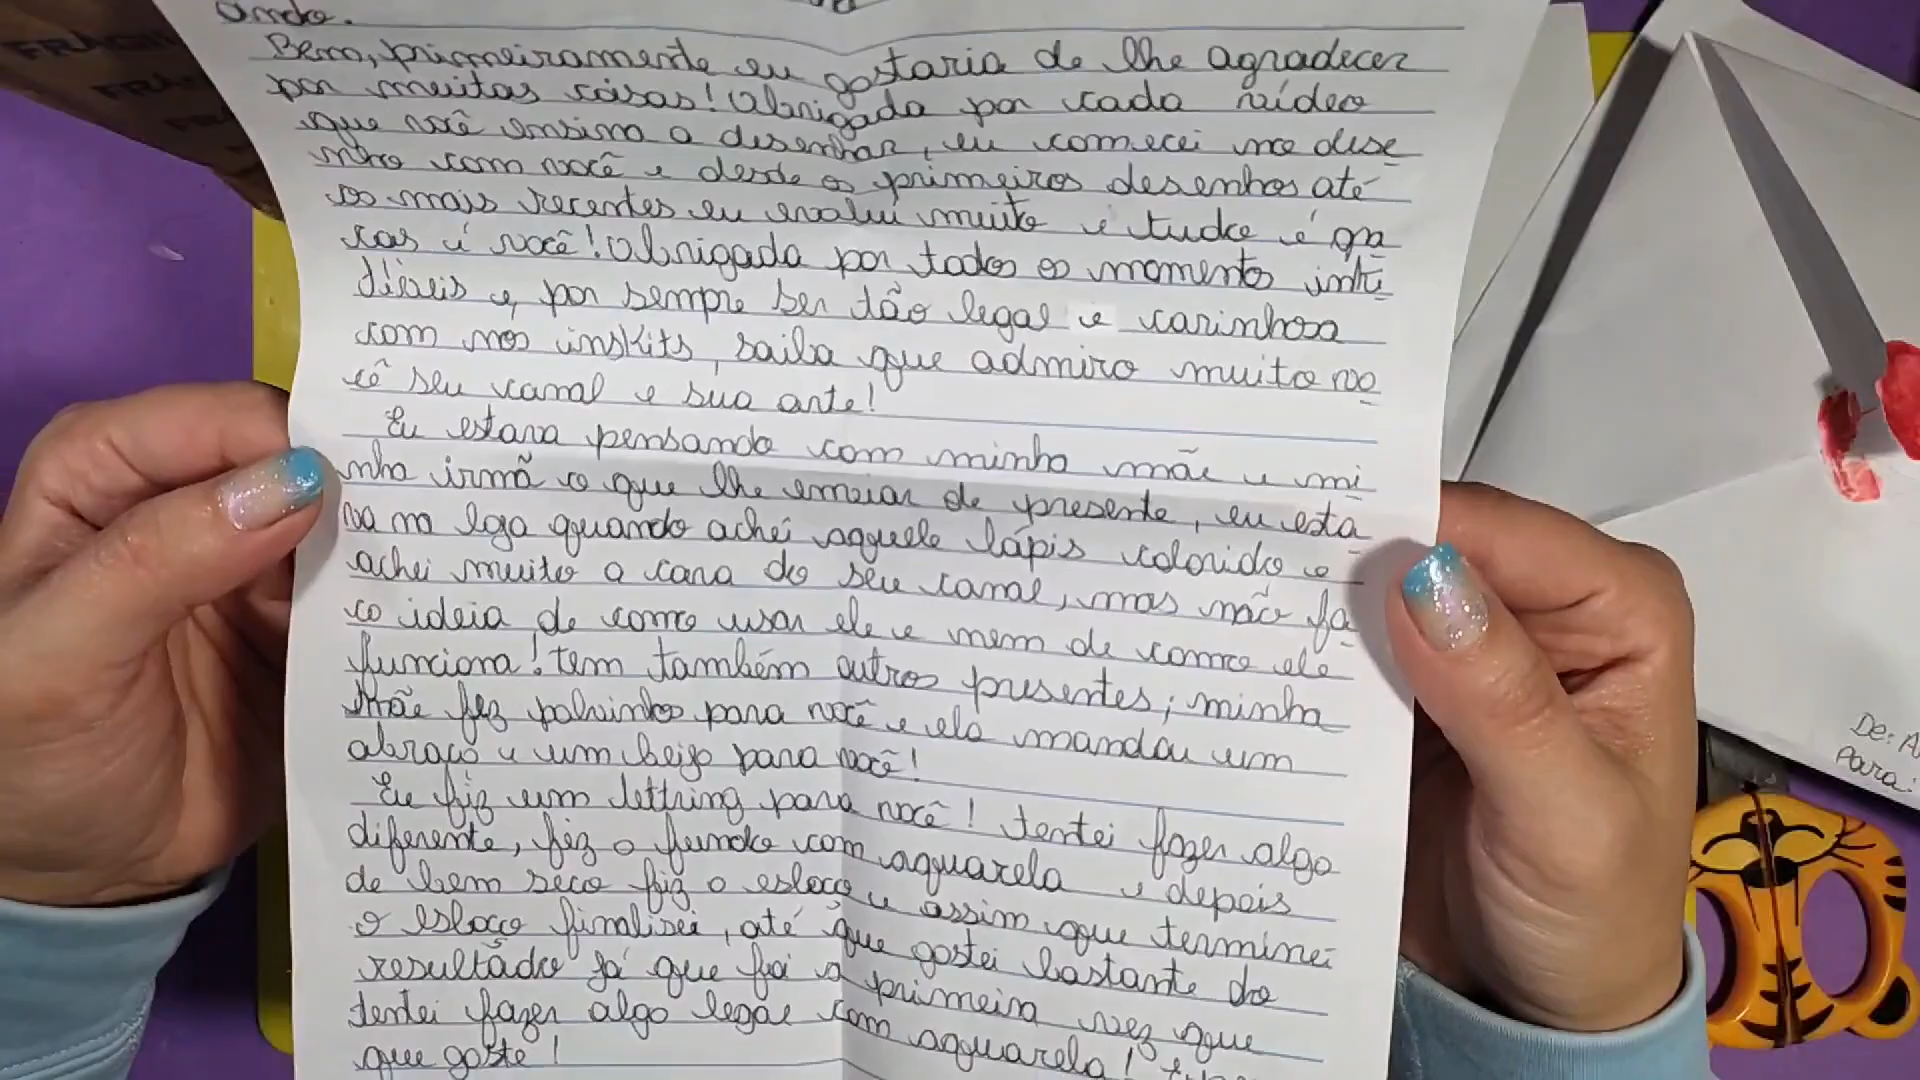 ando.
Bem, primeiramente eu gostaria de lhe agradecer
por muitas coisas! Obrigada por cada vídeo
que você ensina a desenhar, eu comecei no dese
nho com você e desde os primeiros desenhos até
os mais recentes eu evolui muito e tudo é gra
ças á você! Obrigada por todos os momentos
e, por sempre ser tão legal e carinhosa
com nos inskits, saiba que admiro muito vo
cê seu canal e sua arte!
Eu estava pensando com minha mãe e mi
nha irmã o que lhe enviar de presente, eu esta
va na loja quando achei aquele lápis colorido e
achei muito a cara do seu canal, mas não fa
ço ideia de como usar ele e nem de como ele
funciona! tem também outros presentes; minha
mãe fez potinhos para você e ela mandou um
abraço e um beijo para você!
Eu fiz um lettring para você! tentei fazer algo
diferente, fiz o fundo com aquarela e depois
de bem seco fiz o esboço e assim que terminei
o esboço finalisei, até que gostei bastante do
resultado já que foi a primeira vez que
tentei fazer algo legal com aquarela!
que goste!
FRAGIL
De: A
Para: